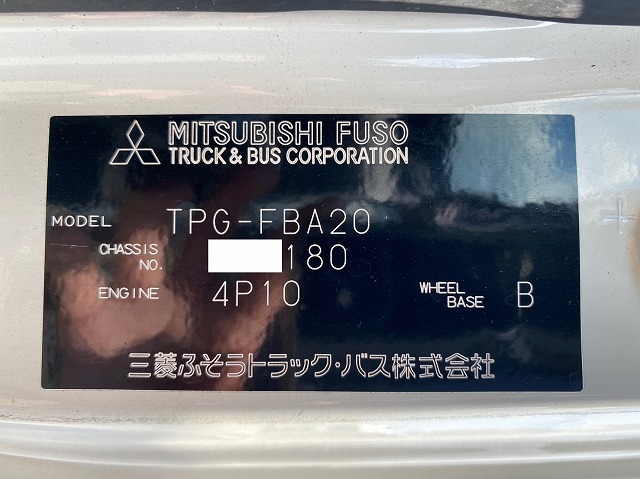 MITSUBISHI FUSO
TRUCK & BUS CORPORATION
MODEL TPG-FBA20
CHASSIS NO. 180
ENGINE 4P10 WHEEL BASE B
三菱ふそうトラック・バス株式会社